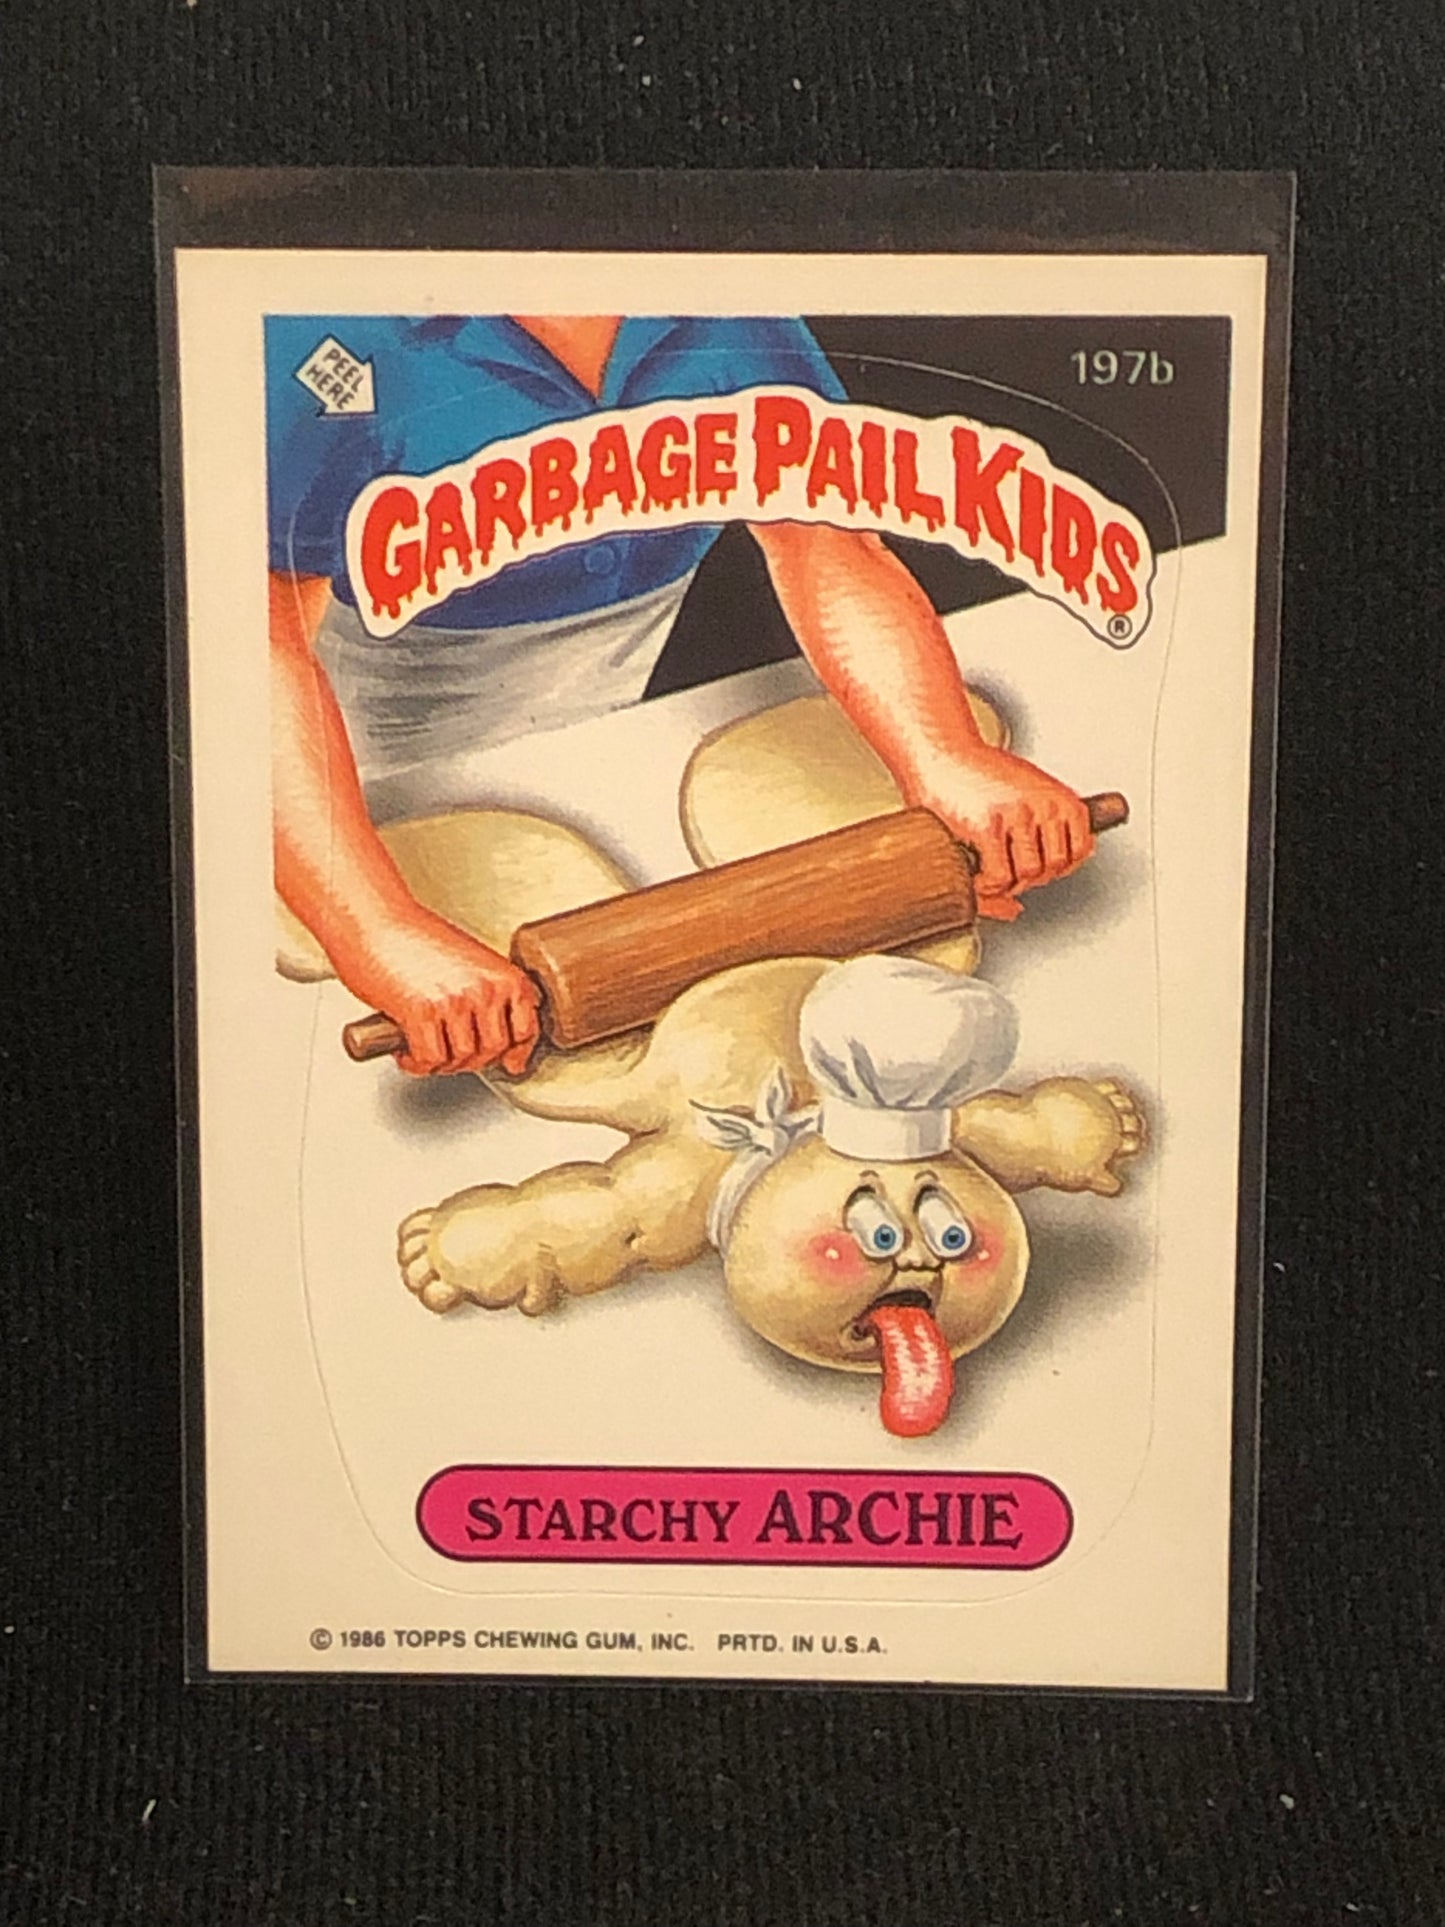 PEEL
HERE
197b
GARBAGE PAIL KIDS
®
STARCHY ARCHIE
© 1986 TOPPS CHEWING GUM, INC. PRTD. IN U.S.A.